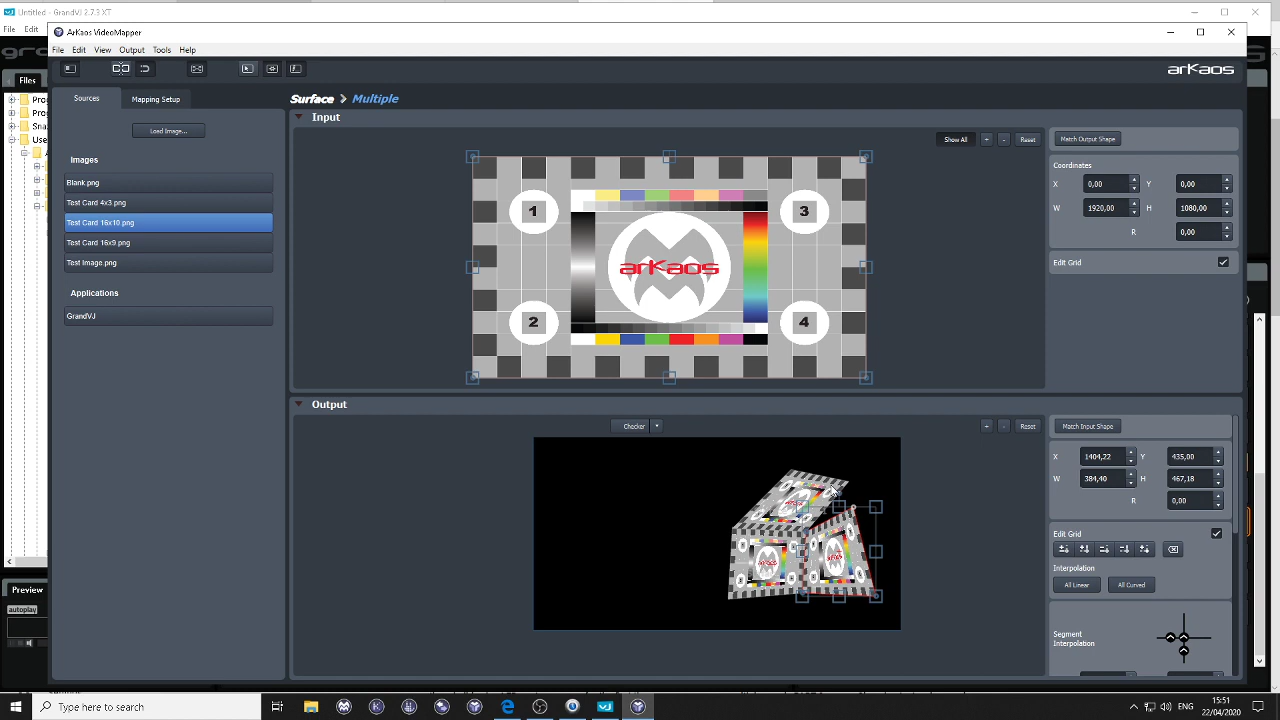 Untitled - GrandVJ 2.7.3 XT
ArKaos VideoMapper
File Edit
File Edit View Output Tools Help
arkaos
Files
Sources
Mapping Setup
Surface > Multiple
Input
Load Image...
Show All + - Reset
Match Output Shape
Images
Coordinates
Blank.png
X 0,00 Y 0,00
Test Card 4x3 png
W 1920,00 H 1080,00
Test Card 16x10 png
R 0,00
Test Card 16x9 png
Edit Grid
Test Image.png
Applications
GrandVJ
1
3
arkaos
2
4
Output
Checker
+ - Reset
Match Input Shape
X 1404,22 Y 435,00
W 384,40 H 467,18
R 0,00
Edit Grid
Interpolation
All Linear All Curved
Segment
Interpolation
Preview
autoplay
Type here to search
vJ
ENG
15:51
22/04/2020